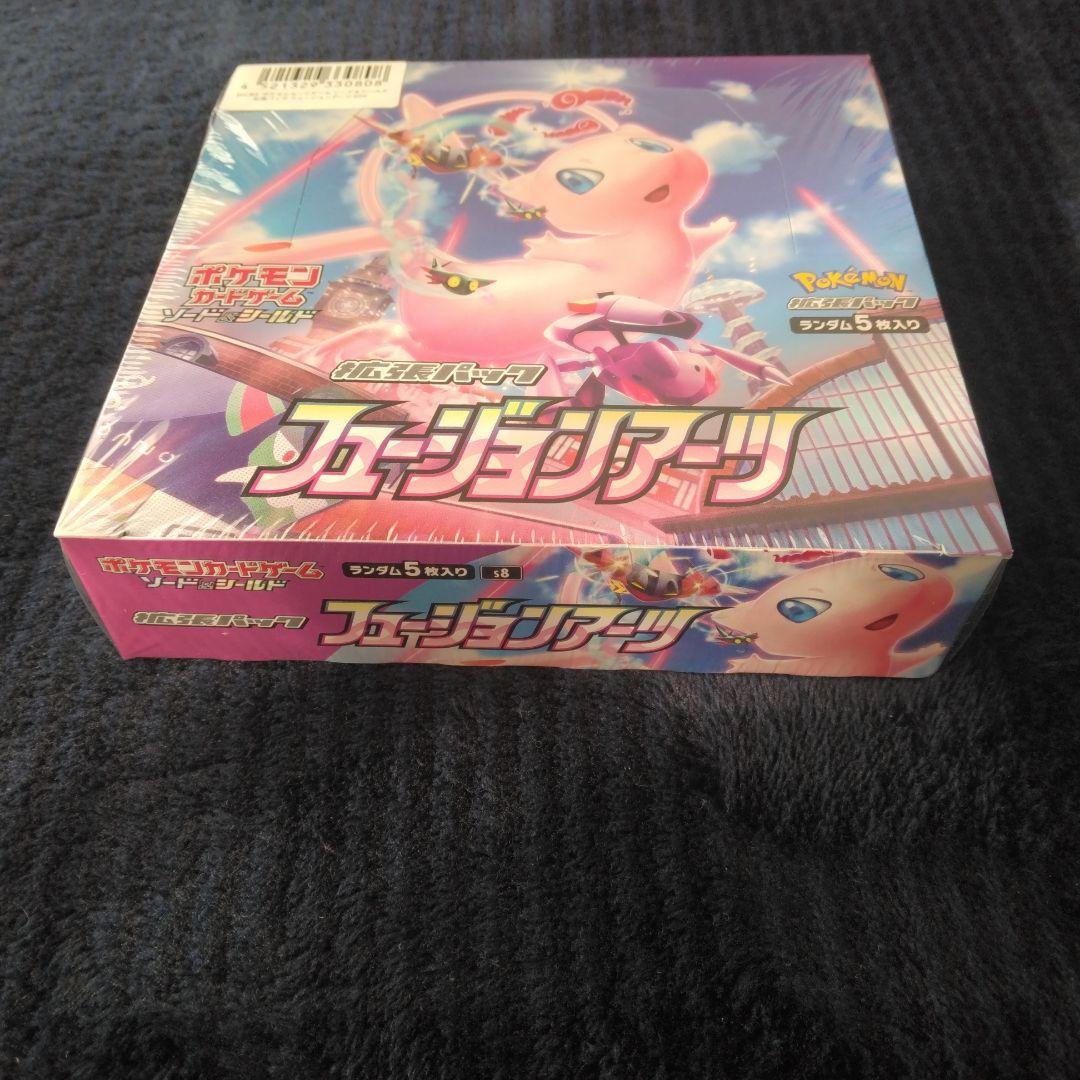 4 521329 330808
ポケモン
カードゲーム
ソード&シールド
Pokémon
拡張パック
ランダム5枚入り
拡張パック
フュージョンアーツ
ポケモンカードゲーム
ソード&シールド
ランダム5枚入り s8
拡張パック
フュージョンアーツ